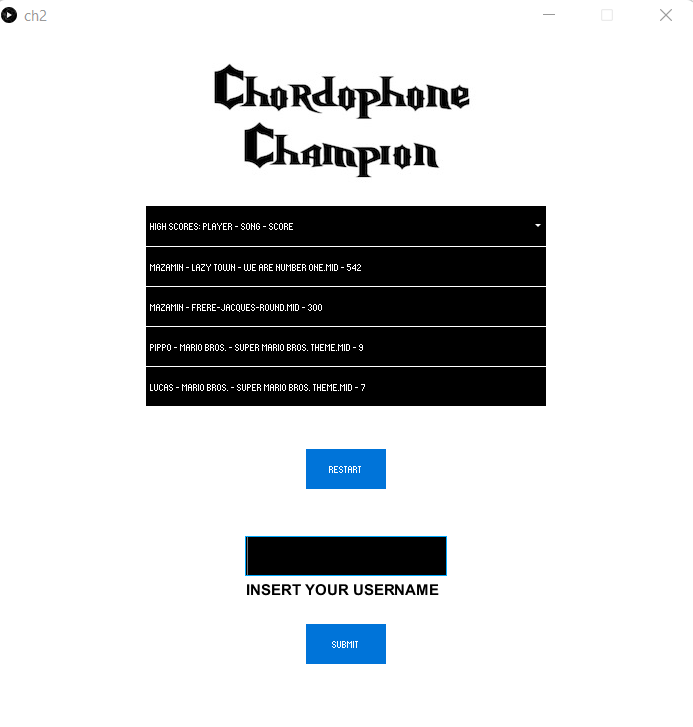 ch2
Chordophone
Champion
HIGH SCORES: PLAYER - SONG - SCORE
MAZAMIN - LAZY TOWN - WE ARE NUMBER ONE.MID - 542
MAZAMIN - FRERE-JACQUES-ROUND.MID - 300
PIPPO - MARIO BROS. - SUPER MARIO BROS. THEME.MID - 9
LUCAS - MARIO BROS. - SUPER MARIO BROS. THEME.MID - 7
RESTART
INSERT YOUR USERNAME
SUBMIT